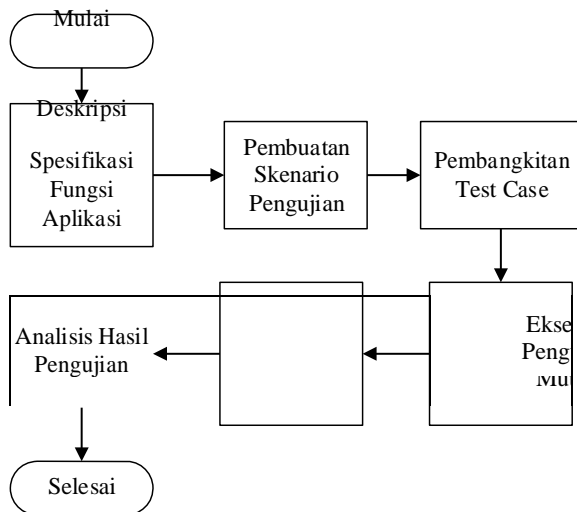 Mulai
Deskripsi
Spesifikasi
Fungsi
Aplikasi
Pembuatan
Skenario
Pengujian
Pembangkitan
Test Case
Analisis Hasil
Pengujian
Selesai